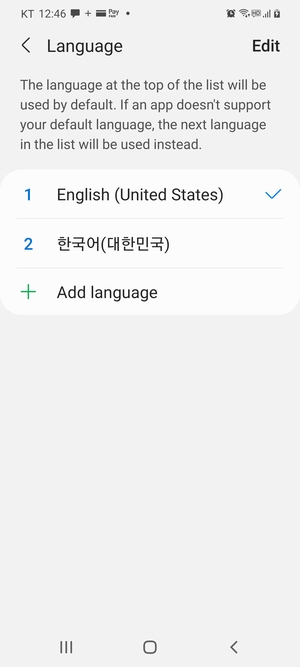 KT 12:46
Language
Edit
The language at the top of the list will be
used by default. If an app doesn't support
your default language, the next language
in the list will be used instead.
1 English (United States)
2 한국어(대한민국)
Add language